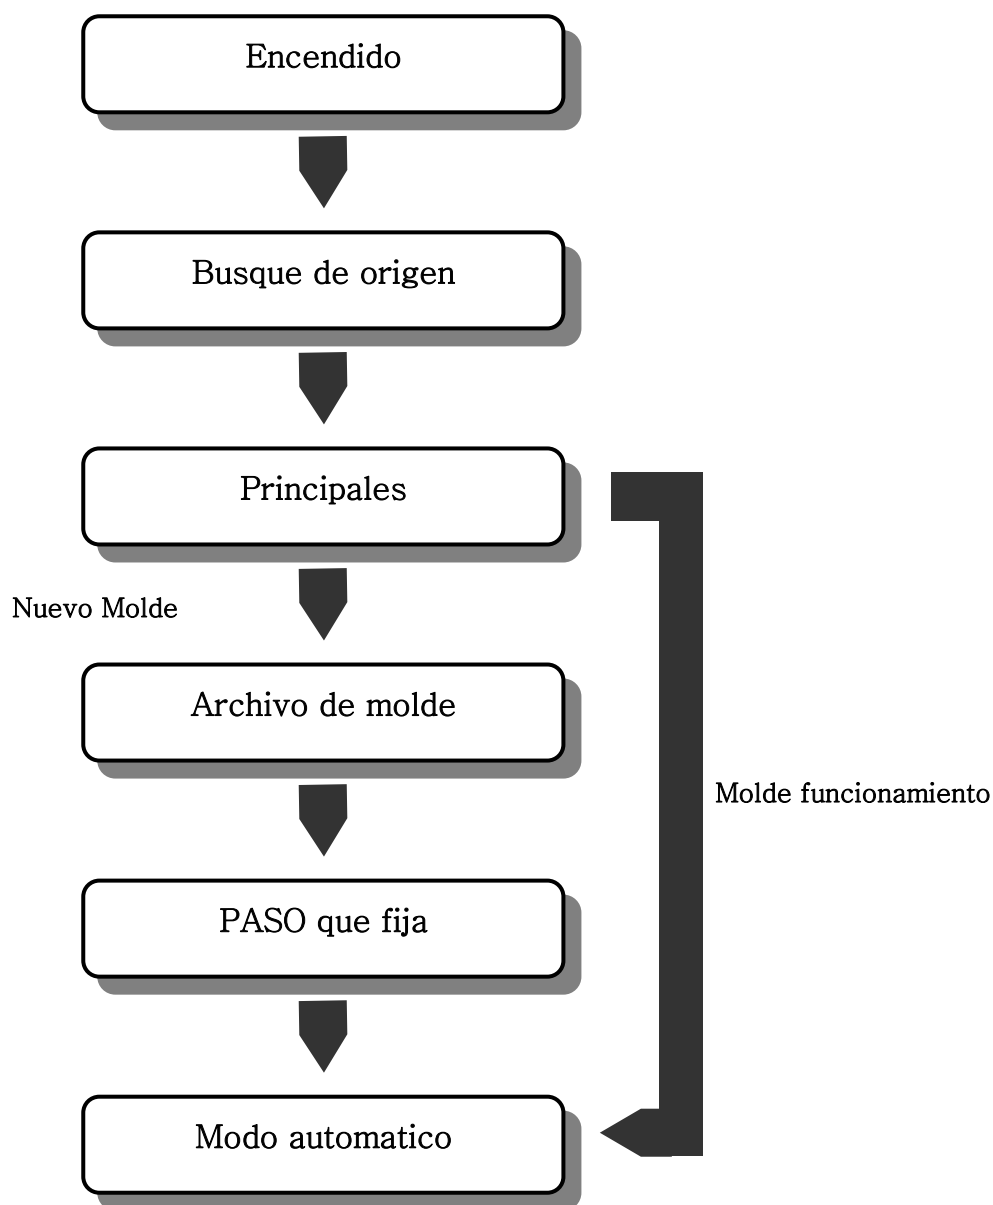 Encendido
Busque de origen
Principales
Nuevo Molde
Archivo de molde
Molde funcionamiento
PASO que fija
Modo automatico